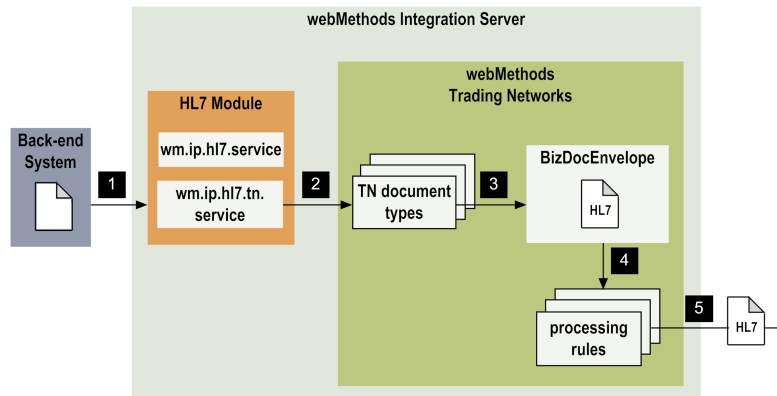 webMethods Integration Server
webMethods
Trading Networks
HL7 Module
Back-end
System
wm.ip.hl7.service
wm.ip.hl7.tn.
service
1
2
TN document
types
3
BizDocEnvelope
HL7
4
processing
rules
5
HL7